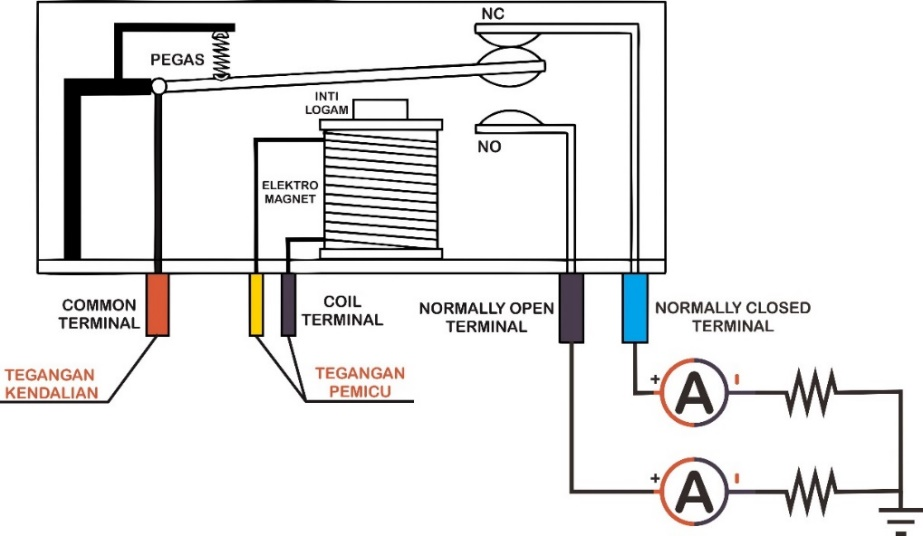 NC
PEGAS
INTI
LOGAM
NO
ELEKTRO
MAGNET
COMMON
TERMINAL
COIL
TERMINAL
NORMALLY OPEN
TERMINAL
NORMALLY CLOSED
TERMINAL
TEGANGAN
KENDALIAN
TEGANGAN
PEMICU
+ A -
+ A -